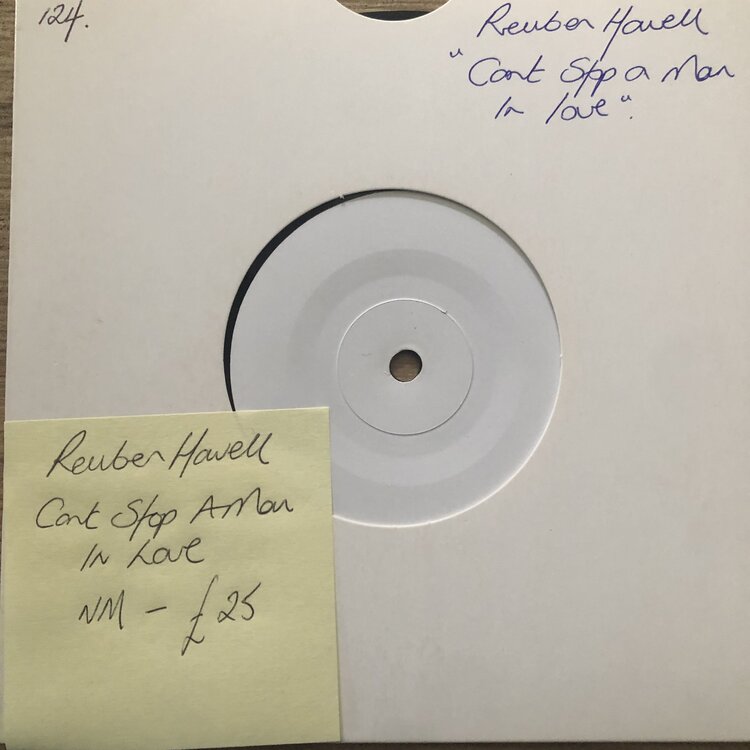 124.
Reuben Howell
"Cant Stop a Man
In love".
Reuben Howell
Cant Stop A Man
In Love
NM - £25